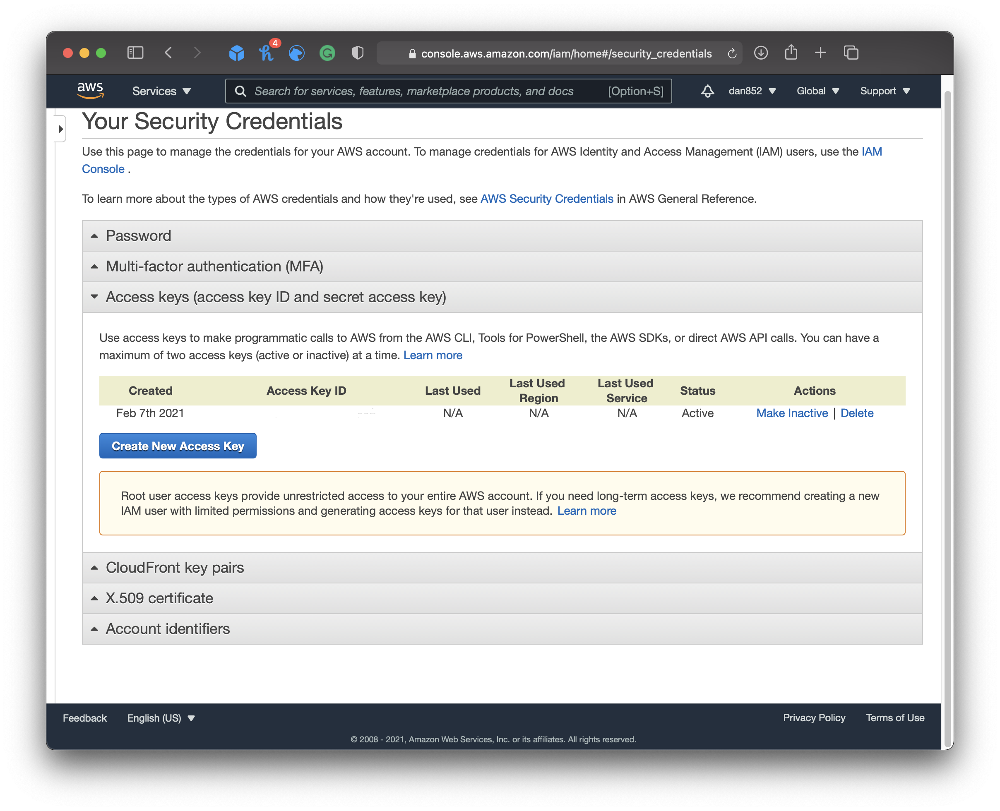 4
console.aws.amazon.com/iam/home#/security_credentials
aws Services Search for services, features, marketplace products, and docs [Option+S] dan852 Global Support
Your Security Credentials
Use this page to manage the credentials for your AWS account. To manage credentials for AWS Identity and Access Management (IAM) users, use the IAM
Console .
To learn more about the types of AWS credentials and how they're used, see AWS Security Credentials in AWS General Reference.
Password
Multi-factor authentication (MFA)
Access keys (access key ID and secret access key)
Use access keys to make programmatic calls to AWS from the AWS CLI, Tools for PowerShell, the AWS SDKs, or direct AWS API calls. You can have a
maximum of two access keys (active or inactive) at a time. Learn more
Created Access Key ID Last Used Last Used Region Last Used Service Status Actions
Feb 7th 2021 N/A N/A N/A Active Make Inactive | Delete
Create New Access Key
Root user access keys provide unrestricted access to your entire AWS account. If you need long-term access keys, we recommend creating a new
IAM user with limited permissions and generating access keys for that user instead. Learn more
CloudFront key pairs
X.509 certificate
Account identifiers
Feedback English (US) Privacy Policy Terms of Use
© 2008 - 2021, Amazon Web Services, Inc. or its affiliates. All rights reserved.